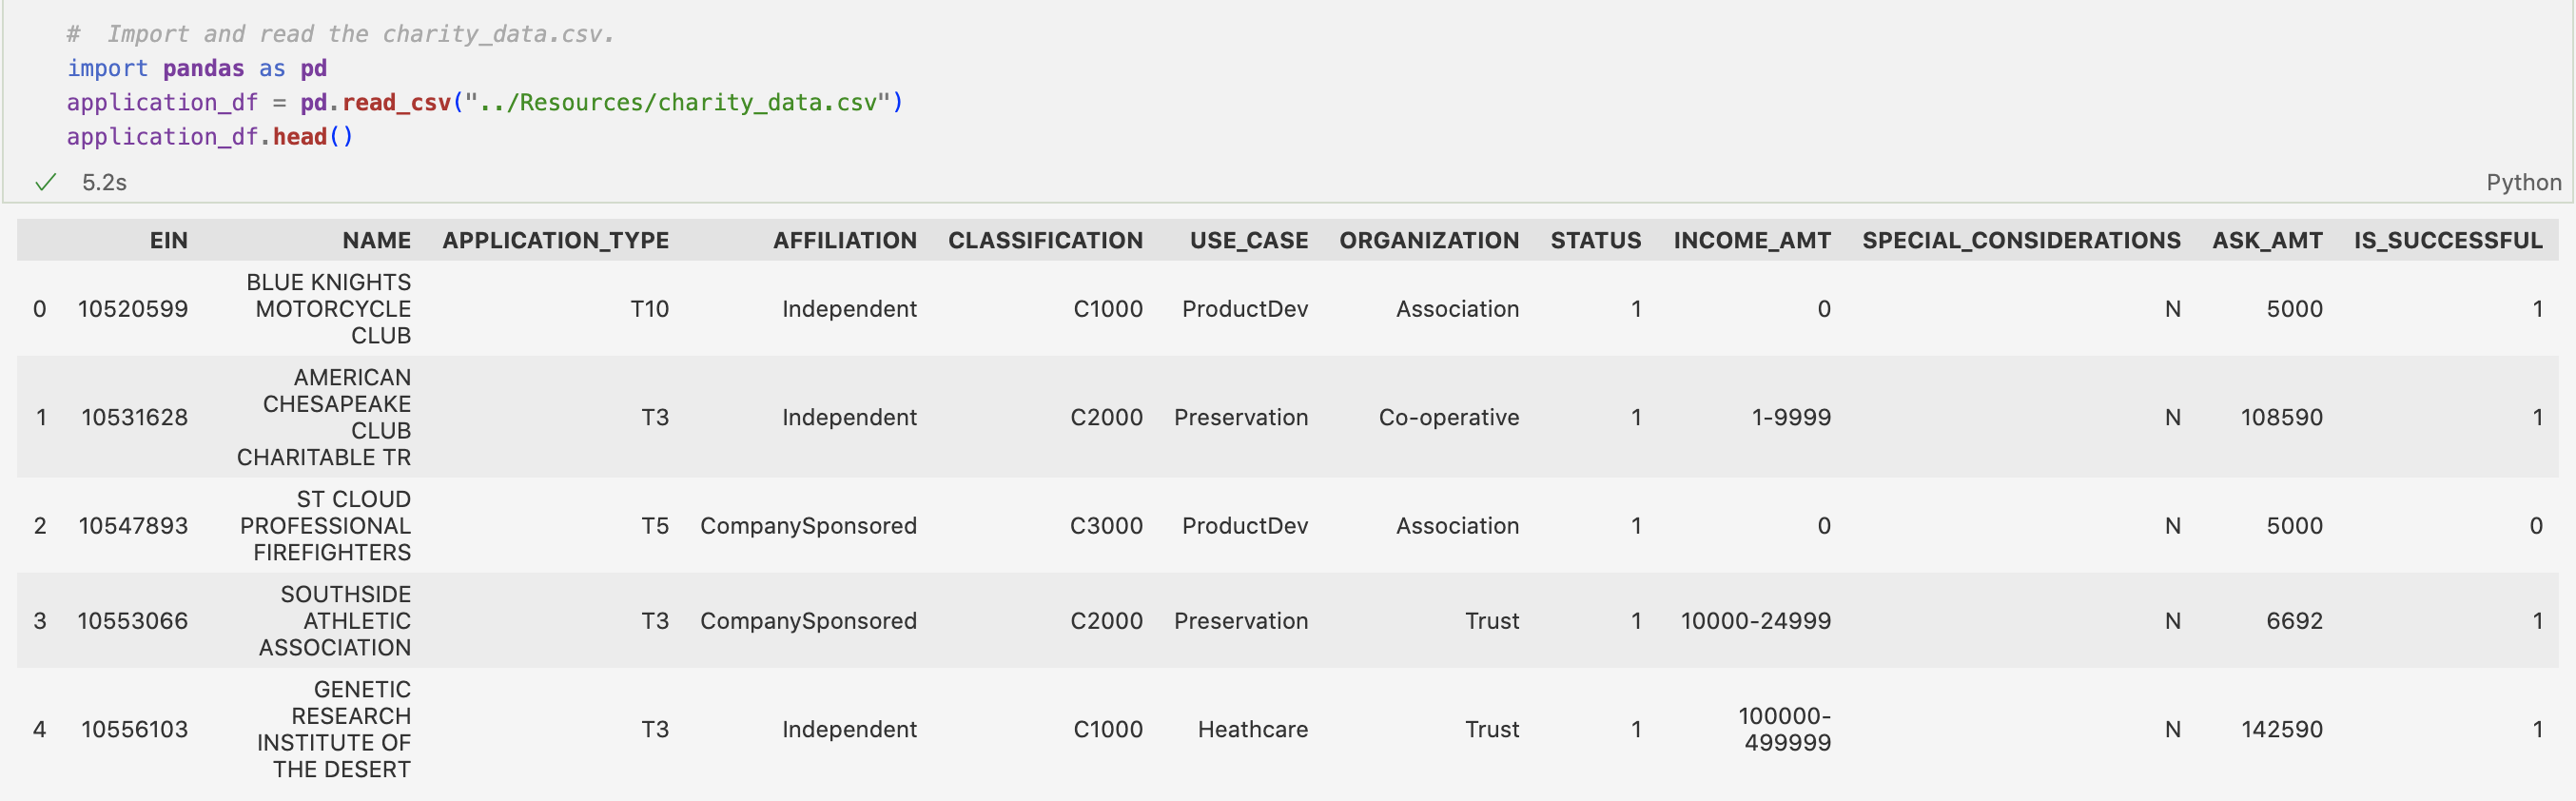 #  Import and read the charity_data.csv.
import pandas as pd
application_df = pd.read_csv("../Resources/charity_data.csv")
application_df.head()
✓ 5.2s Python
EIN NAME APPLICATION_TYPE AFFILIATION CLASSIFICATION USE_CASE ORGANIZATION STATUS INCOME_AMT SPECIAL_CONSIDERATIONS ASK_AMT IS_SUCCESSFUL
BLUE KNIGHTS
0 10520599 MOTORCYCLE T10 Independent C1000 ProductDev Association 1 0 N 5000 1
CLUB
AMERICAN
CHESAPEAKE
1 10531628 T3 Independent C2000 Preservation Co-operative 1 1-9999 N 108590 1
CLUB
CHARITABLE TR
ST CLOUD
2 10547893 PROFESSIONAL T5 CompanySponsored C3000 ProductDev Association 1 0 N 5000 0
FIREFIGHTERS
SOUTHSIDE
3 10553066 ATHLETIC T3 CompanySponsored C2000 Preservation Trust 1 10000-24999 N 6692 1
ASSOCIATION
GENETIC
RESEARCH 100000-
4 10556103 T3 Independent C1000 Heathcare Trust 1 N 142590 1
INSTITUTE OF 499999
THE DESERT